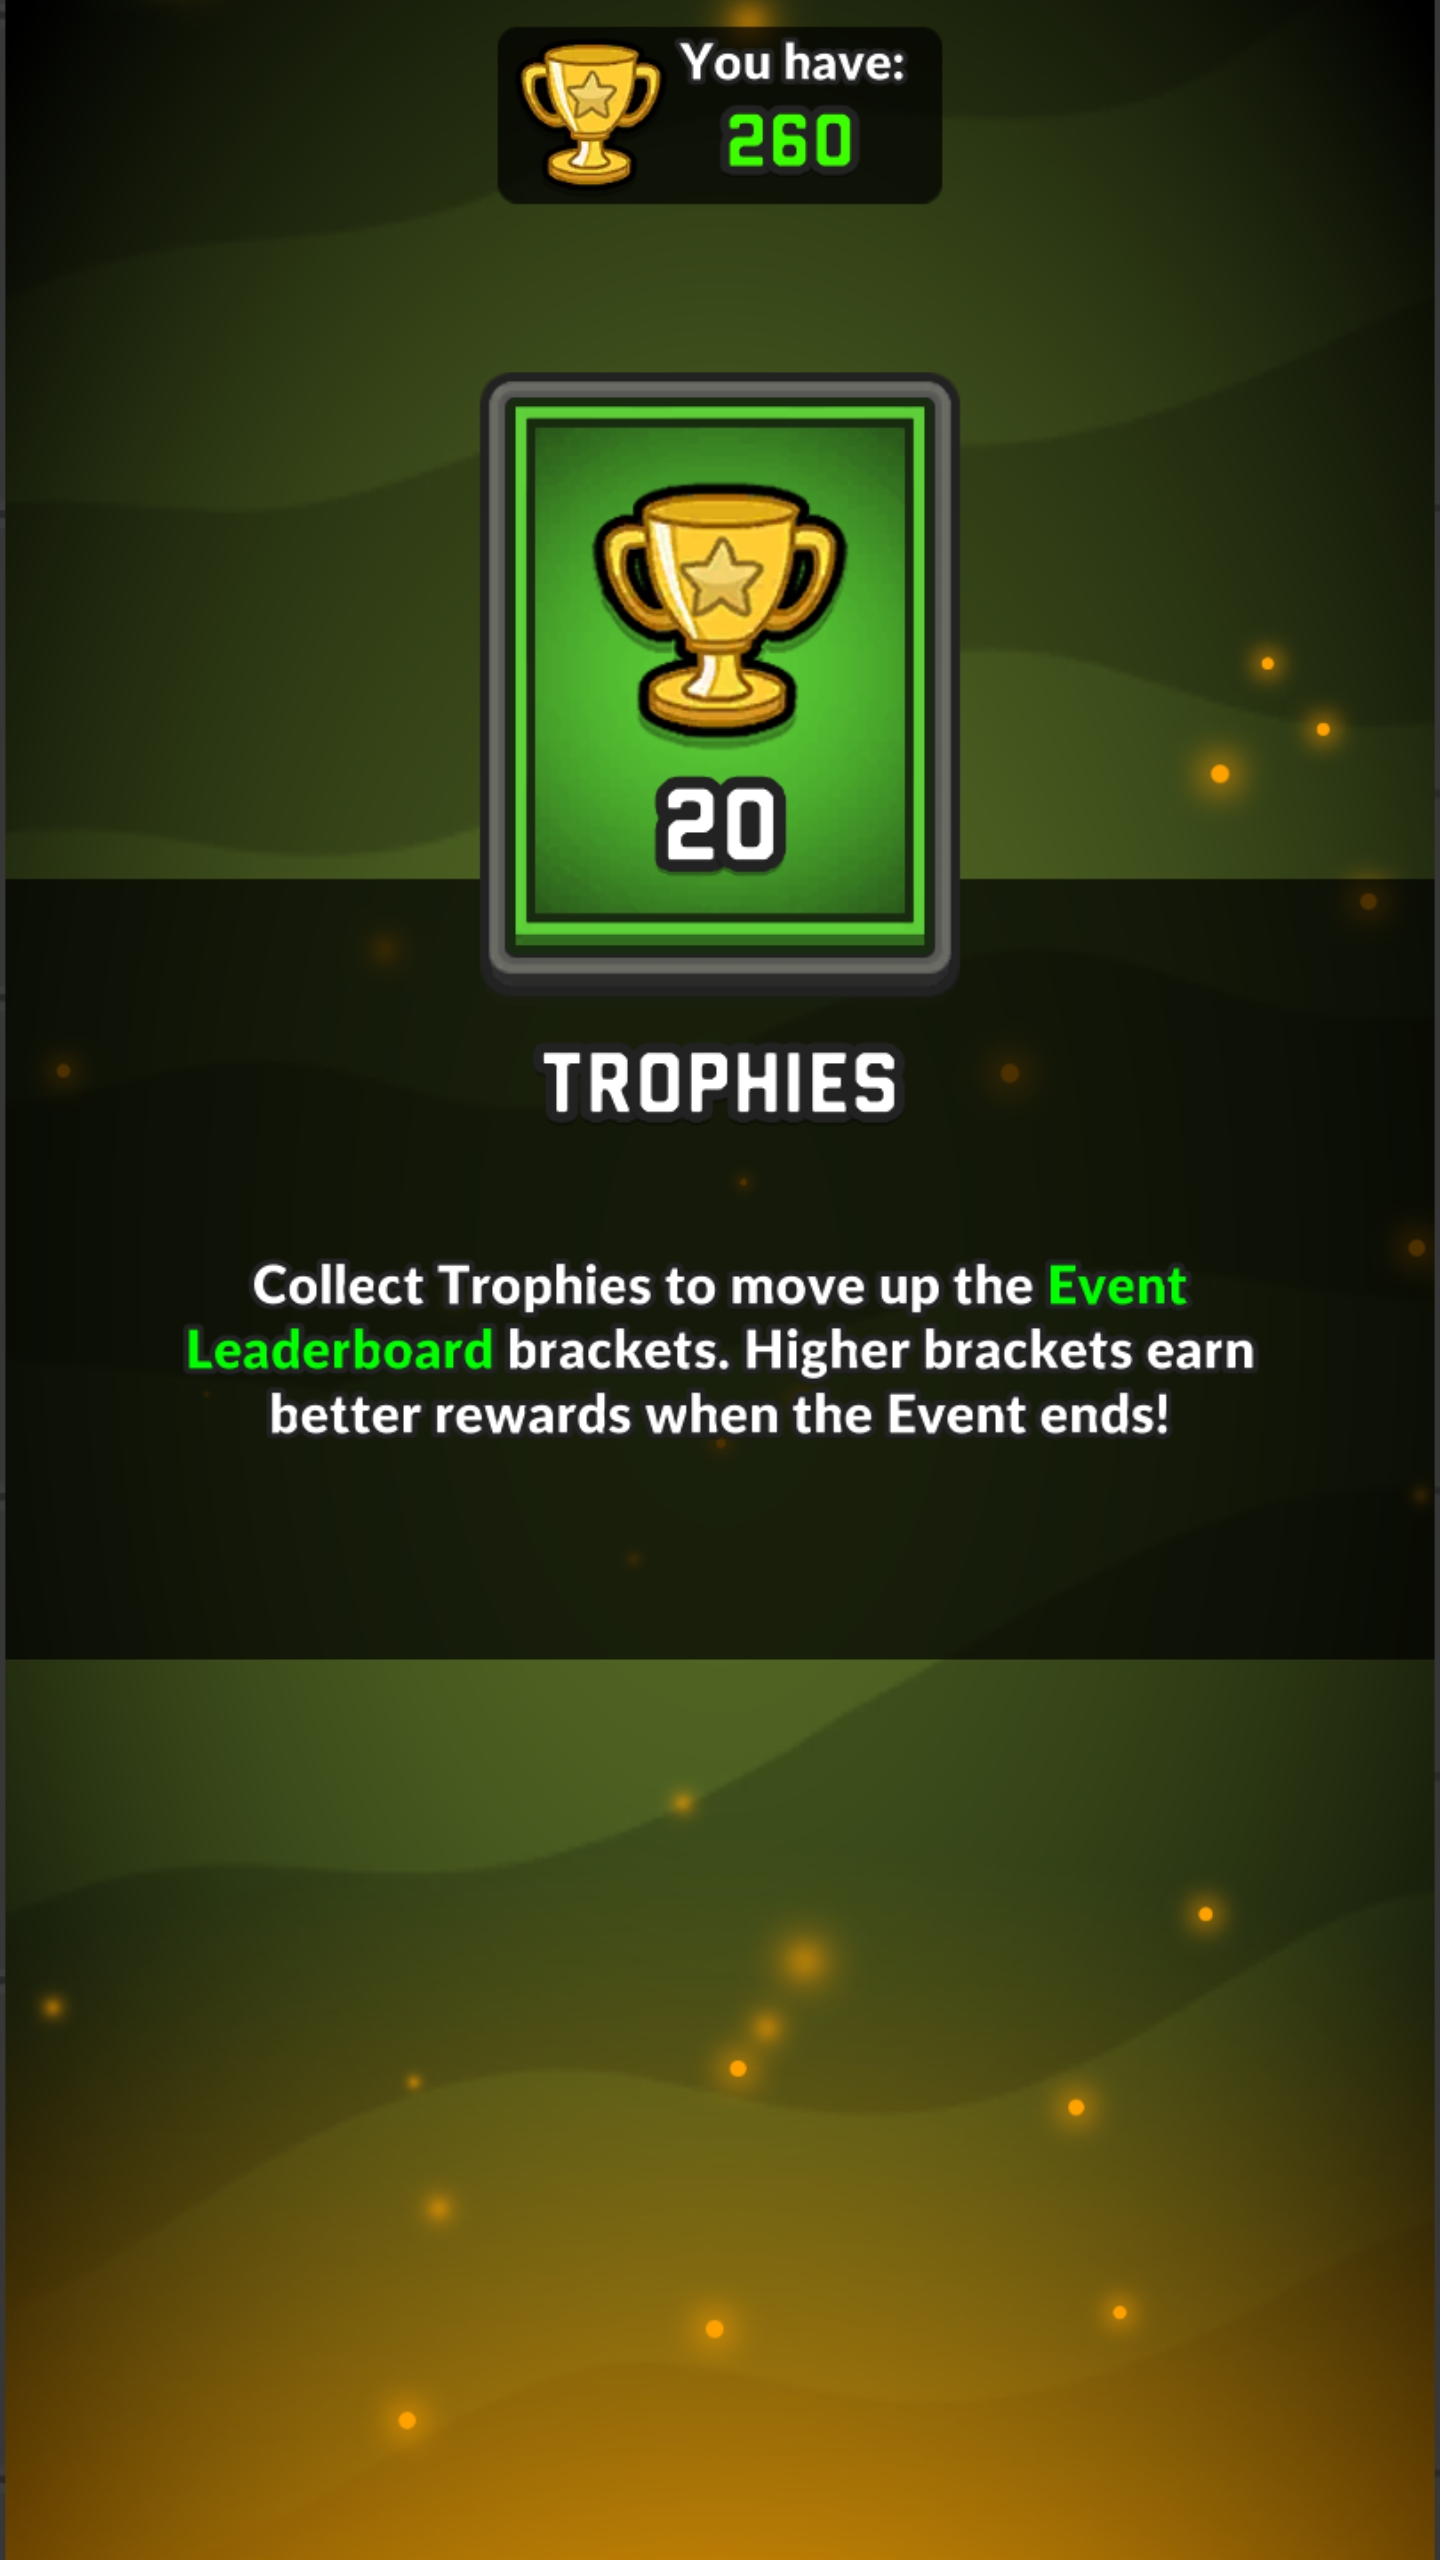 You have:
260
20
TROPHIES
Collect Trophies to move up the Event
Leaderboard brackets. Higher brackets earn
better rewards when the Event ends!